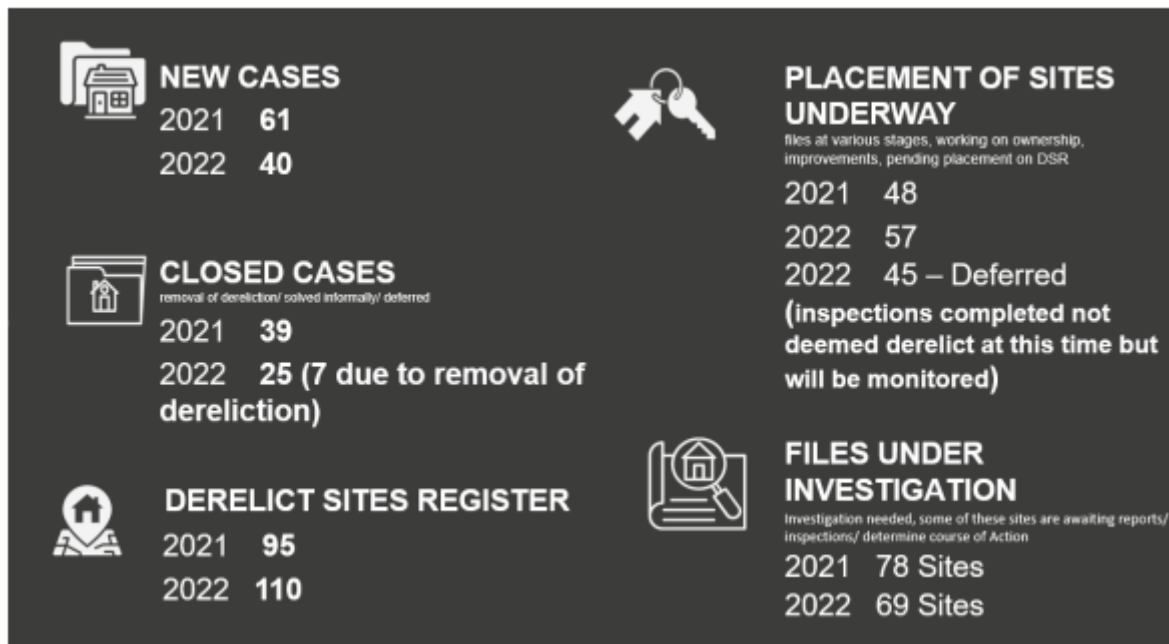 NEW CASES
2021 61
2022 40
CLOSED CASES
removal of dereliction/ solved informally/ deferred
2021 39
2022 25 (7 due to removal of
dereliction)
DERELICT SITES REGISTER
2021 95
2022 110
PLACEMENT OF SITES
UNDERWAY
files at various stages, working on ownership,
improvements, pending placement on DSR
2021 48
2022 57
2022 45 – Deferred
(inspections completed not
deemed derelict at this time but
will be monitored)
FILES UNDER
INVESTIGATION
Investigation needed, some of these sites are awaiting reports/
inspections/ determine course of Action
2021 78 Sites
2022 69 Sites